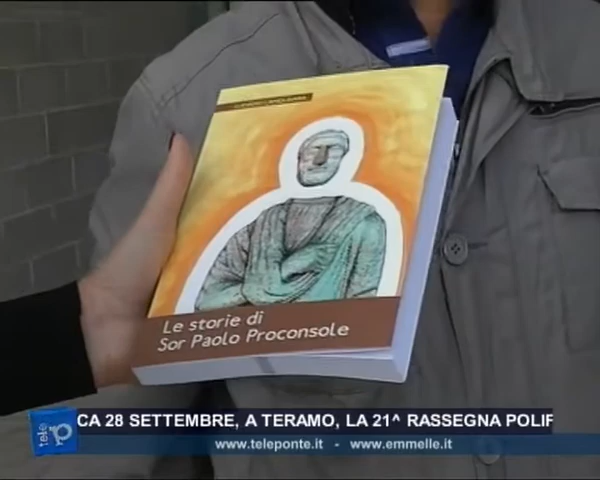 Le storie di
Sor Paolo Proconsole
CA 28 SETTEMBRE, A TERAMO, LA 21^ RASSEGNA POLIF
tele
www.teleponte.it - www.emmelle.it